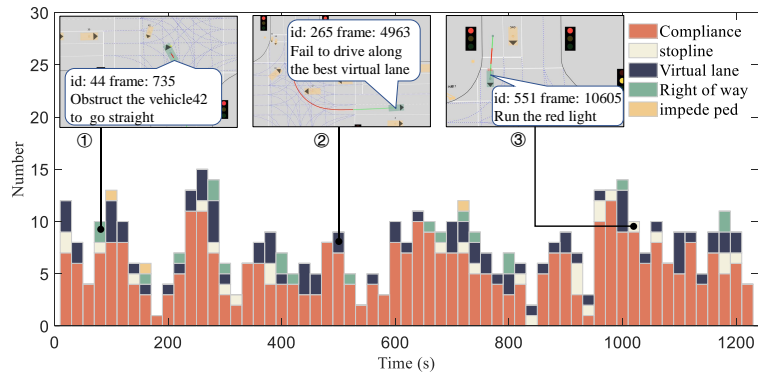 30
25
20
15
10
5
0
Number
id: 44 frame: 735
Obstruct the vehicle42
to go straight
①
id: 265 frame: 4963
Fail to drive along
the best virtual lane
②
id: 551 frame: 10605
Run the red light
③
Compliance
stopline
Virtual lane
Right of way
impede ped
0 200 400 600 800 1000 1200
Time (s)